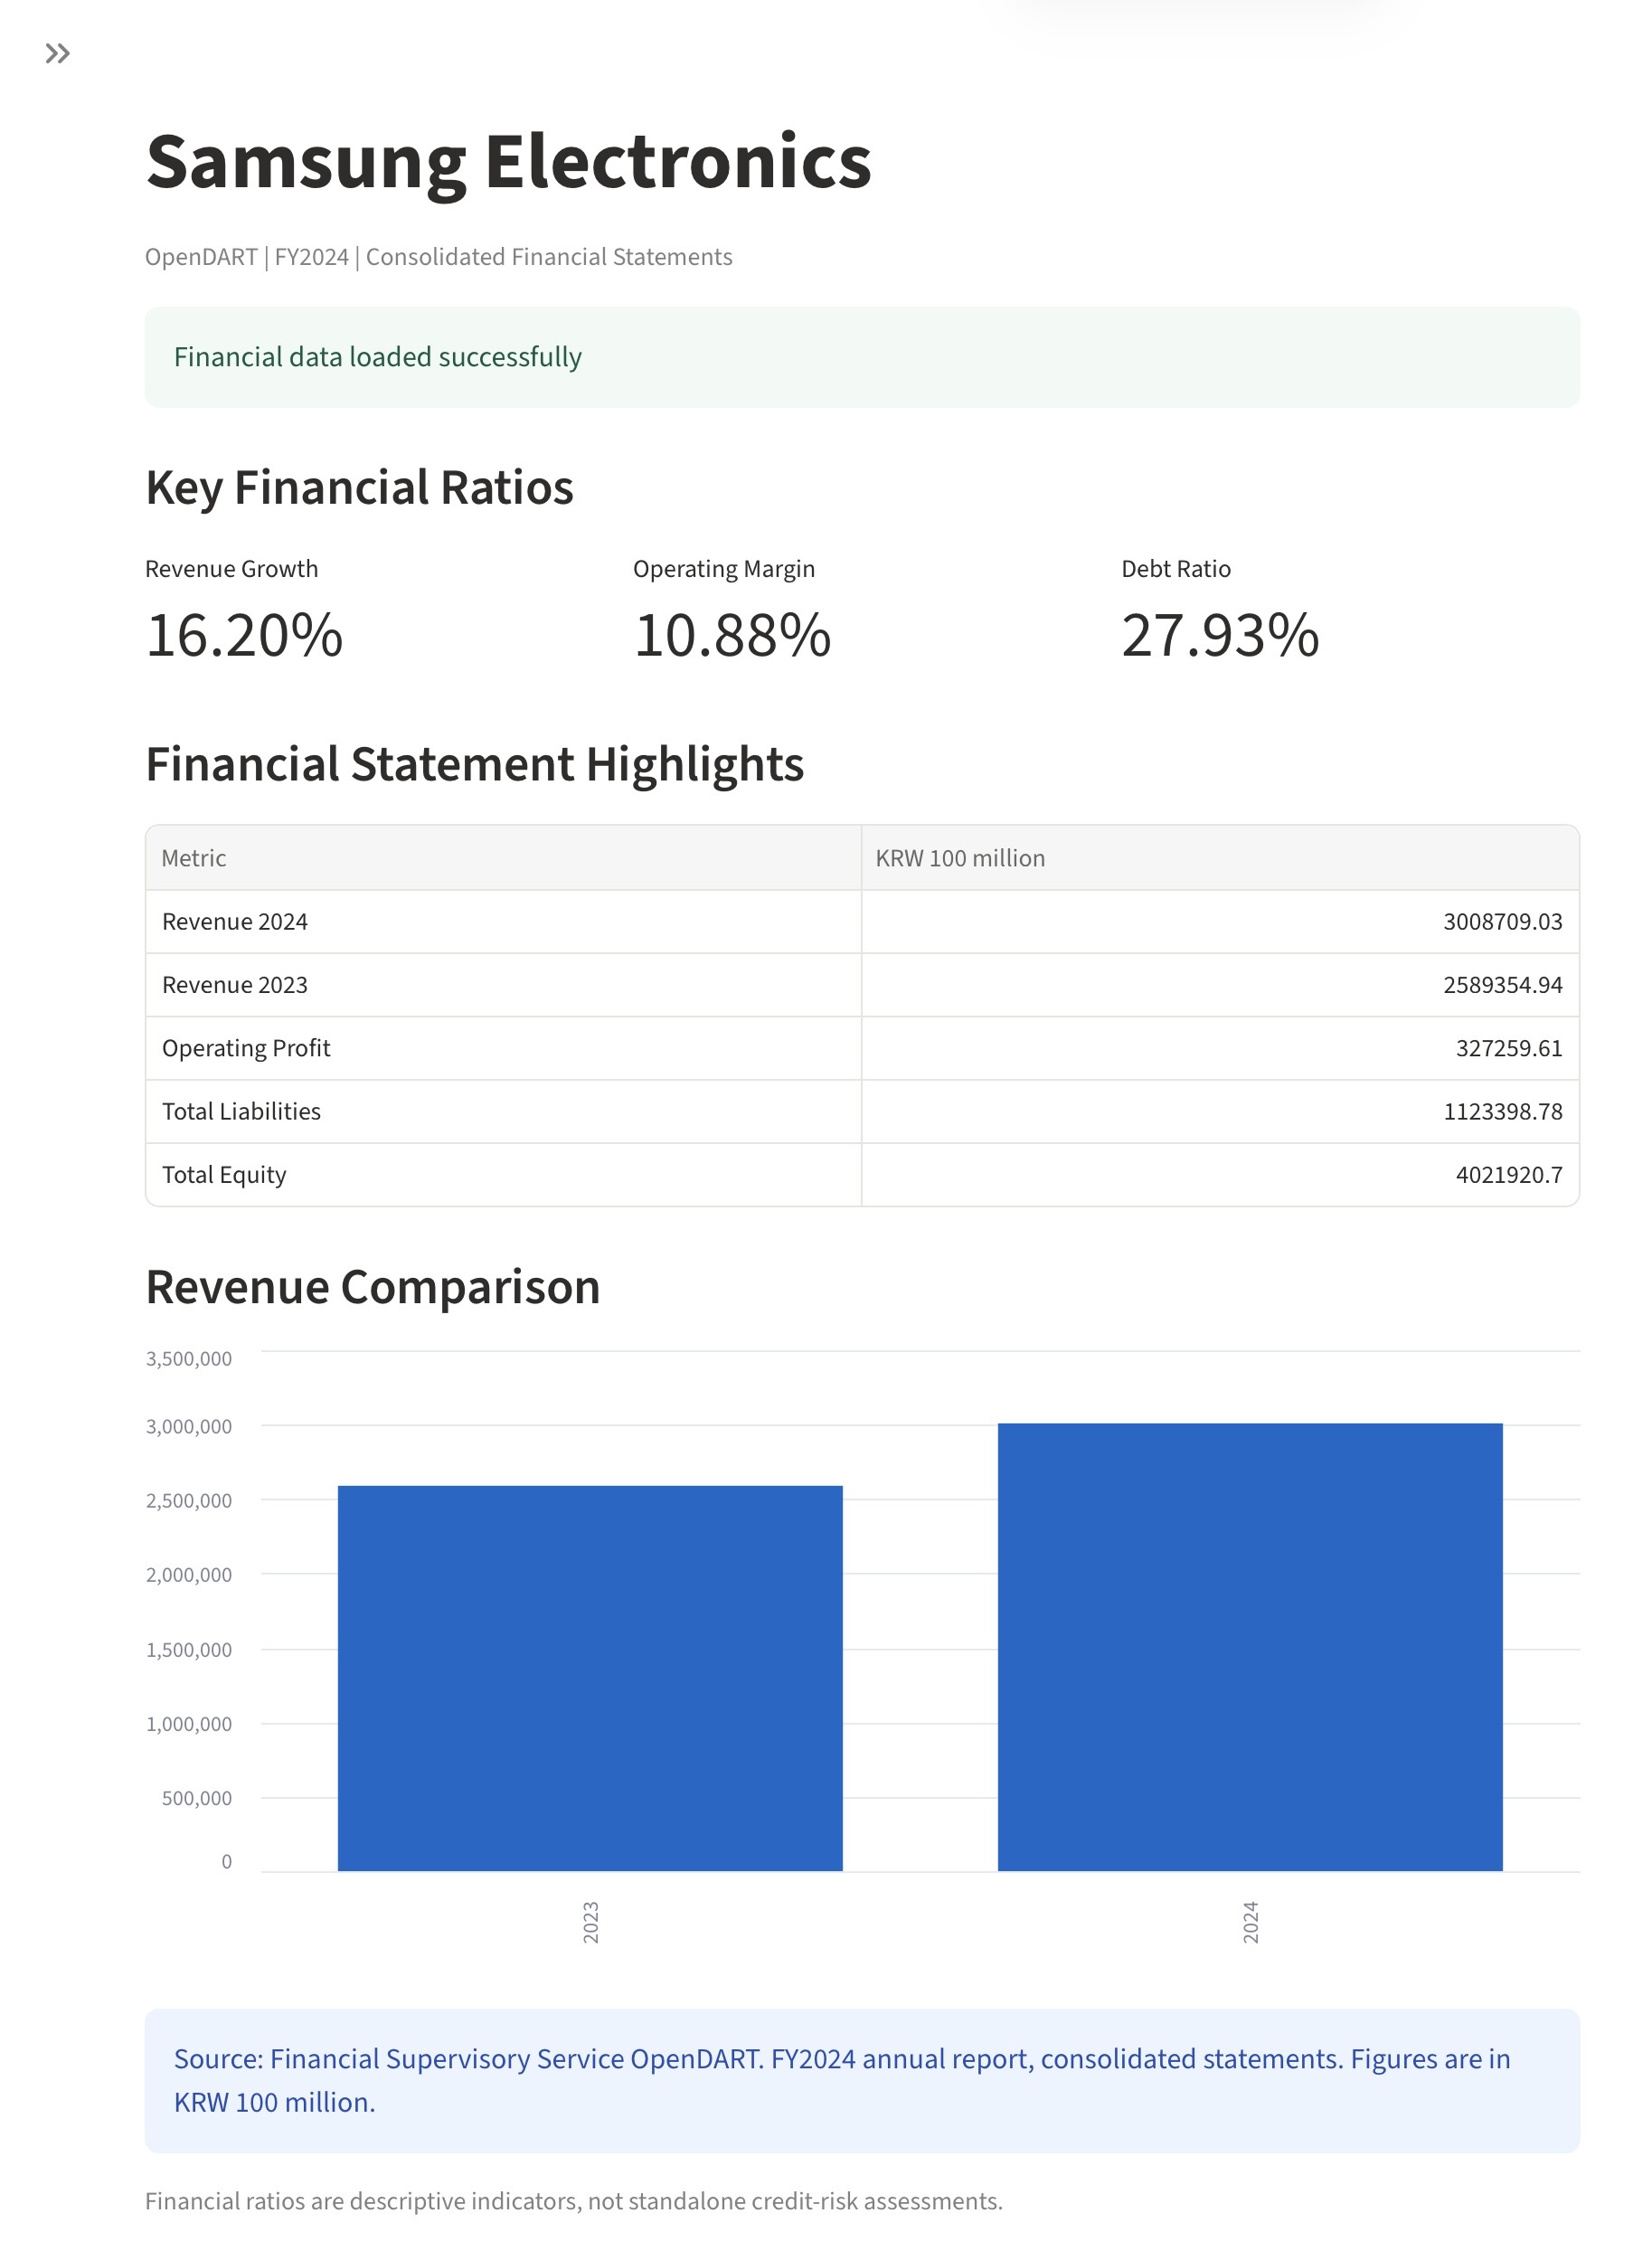 Samsung Electronics
OpenDART | FY2024 | Consolidated Financial Statements
Financial data loaded successfully
Key Financial Ratios
Revenue Growth
16.20%
Operating Margin
10.88%
Debt Ratio
27.93%
Financial Statement Highlights
Metric KRW 100 million
Revenue 2024 3008709.03
Revenue 2023 2589354.94
Operating Profit 327259.61
Total Liabilities 1123398.78
Total Equity 4021920.7
Revenue Comparison
3,500,000
3,000,000
2,500,000
2,000,000
1,500,000
1,000,000
500,000
0
2023
2024
Source: Financial Supervisory Service OpenDART. FY2024 annual report, consolidated statements. Figures are in
KRW 100 million.
Financial ratios are descriptive indicators, not standalone credit-risk assessments.